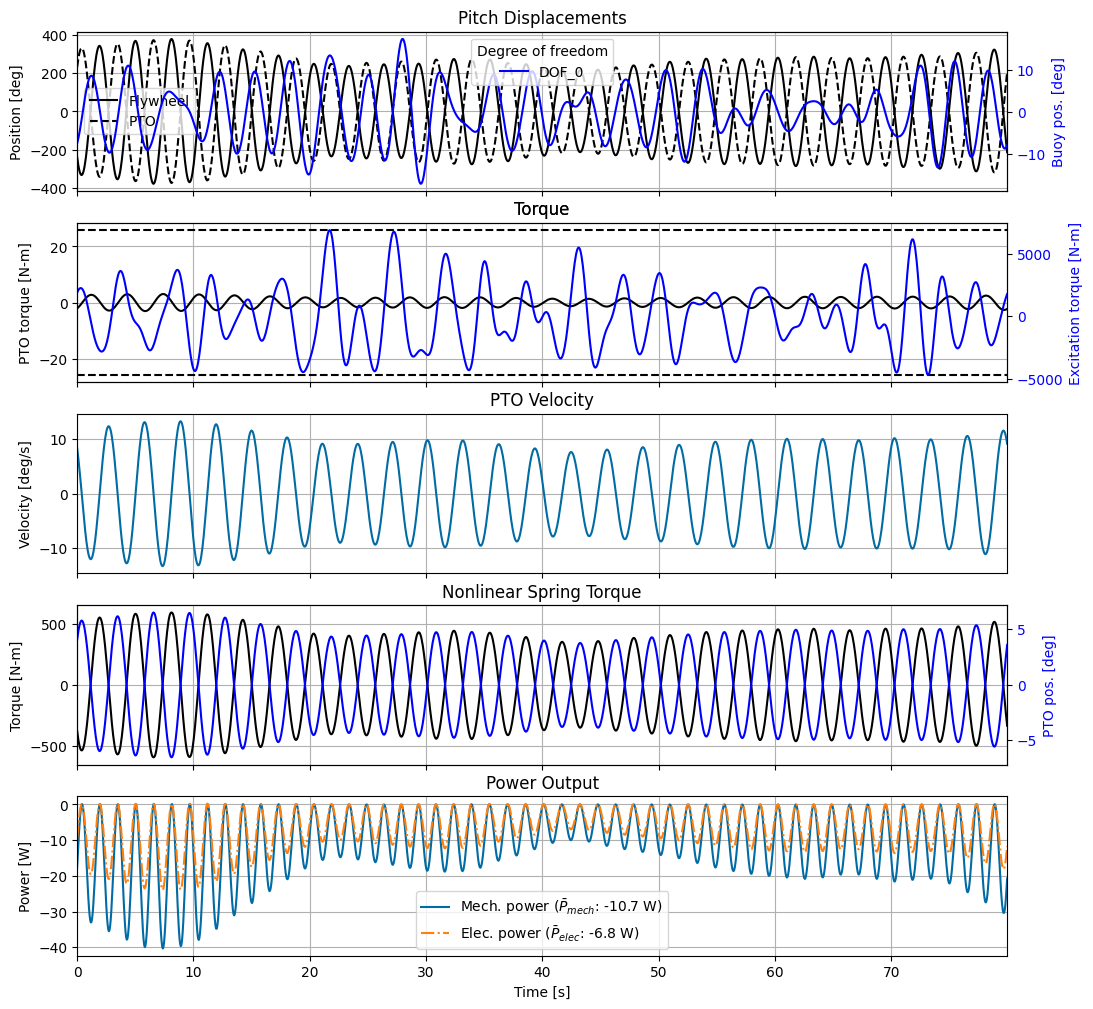 Pitch Displacements
Position [deg]
400
200
0
−200
−400
Flywheel
PTO
Degree of freedom
DOF_0
10
0
−10
Buoy pos. [deg]
Torque
PTO torque [N-m]
20
0
−20
5000
0
−5000
Excitation torque [N-m]
PTO Velocity
Velocity [deg/s]
10
0
−10
Nonlinear Spring Torque
Torque [N-m]
500
0
−500
5
0
−5
PTO pos. [deg]
Power Output
Power [W]
0
−10
−20
−30
−40
Mech. power (P̄mech: -10.7 W)
Elec. power (P̄elec: -6.8 W)
0 10 20 30 40 50 60 70
Time [s]